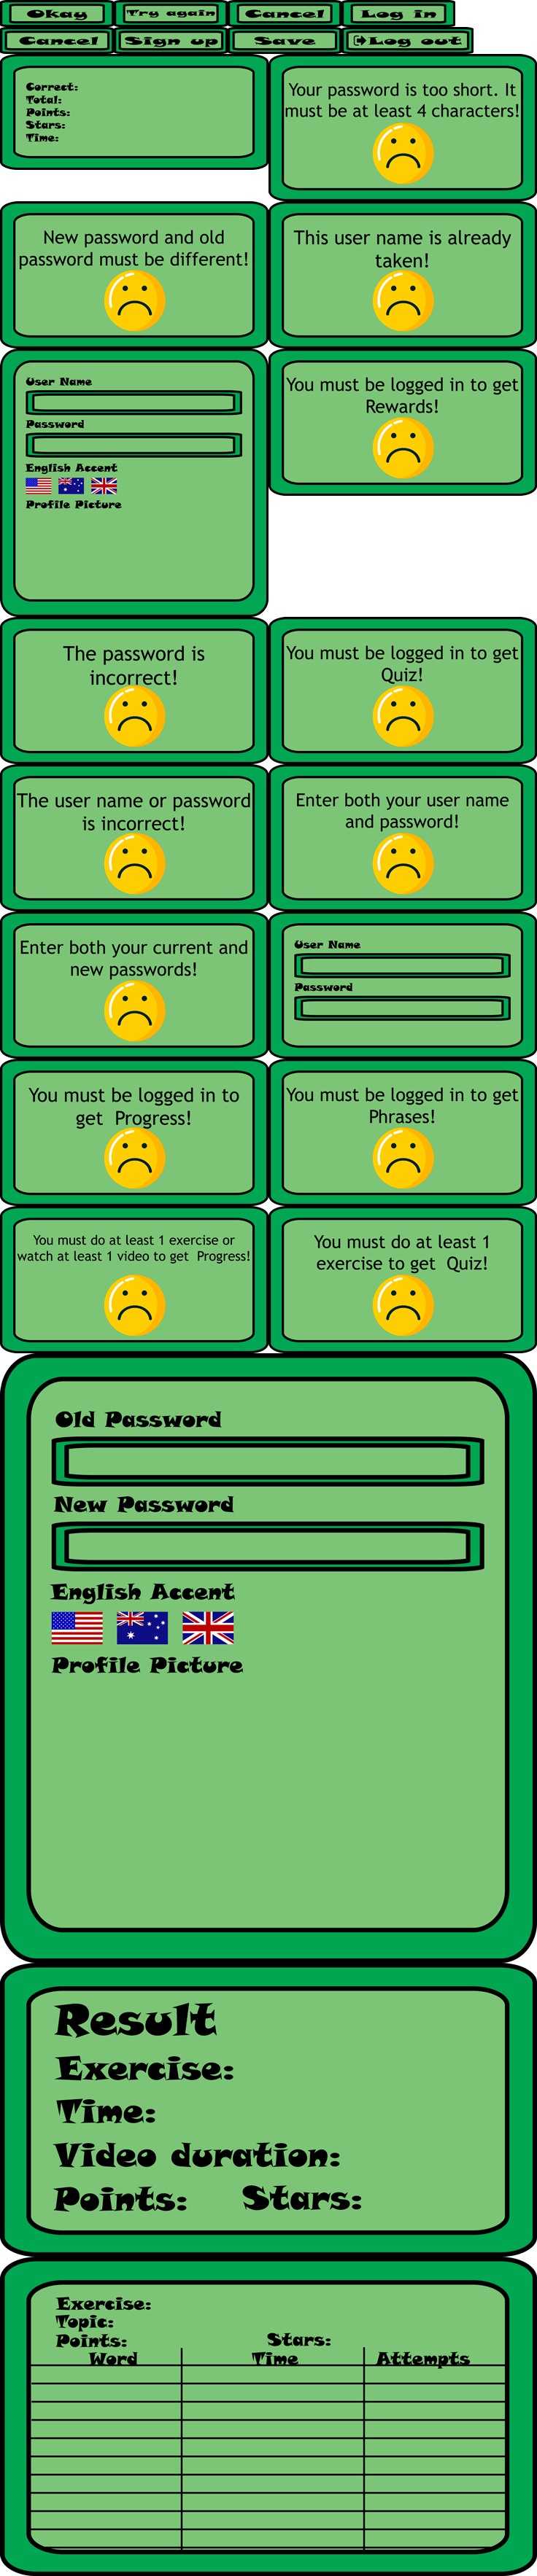 Okay
Try again
Cancel
Log in
Cancel
Sign up
Save
Log out
Correct:
Total:
Points:
Stars:
Time:
Your password is too short. It
must be at least 4 characters!
New password and old
password must be different!
This user name is already
taken!
User Name
Password
English Accent
Profile Picture
You must be logged in to get
Rewards!
The password is
incorrect!
You must be logged in to get
Quiz!
The user name or password
is incorrect!
Enter both your user name
and password!
Enter both your current and
new passwords!
User Name
Password
You must be logged in to
get  Progress!
You must be logged in to get
Phrases!
You must do at least 1 exercise or
watch at least 1 video to get  Progress!
You must do at least 1
exercise to get  Quiz!
Old Password
New Password
English Accent
Profile Picture
Result
Exercise:
Time:
Video duration:
Points: Stars:
Exercise:
Topic:
Points: Stars:
Word Time Attempts